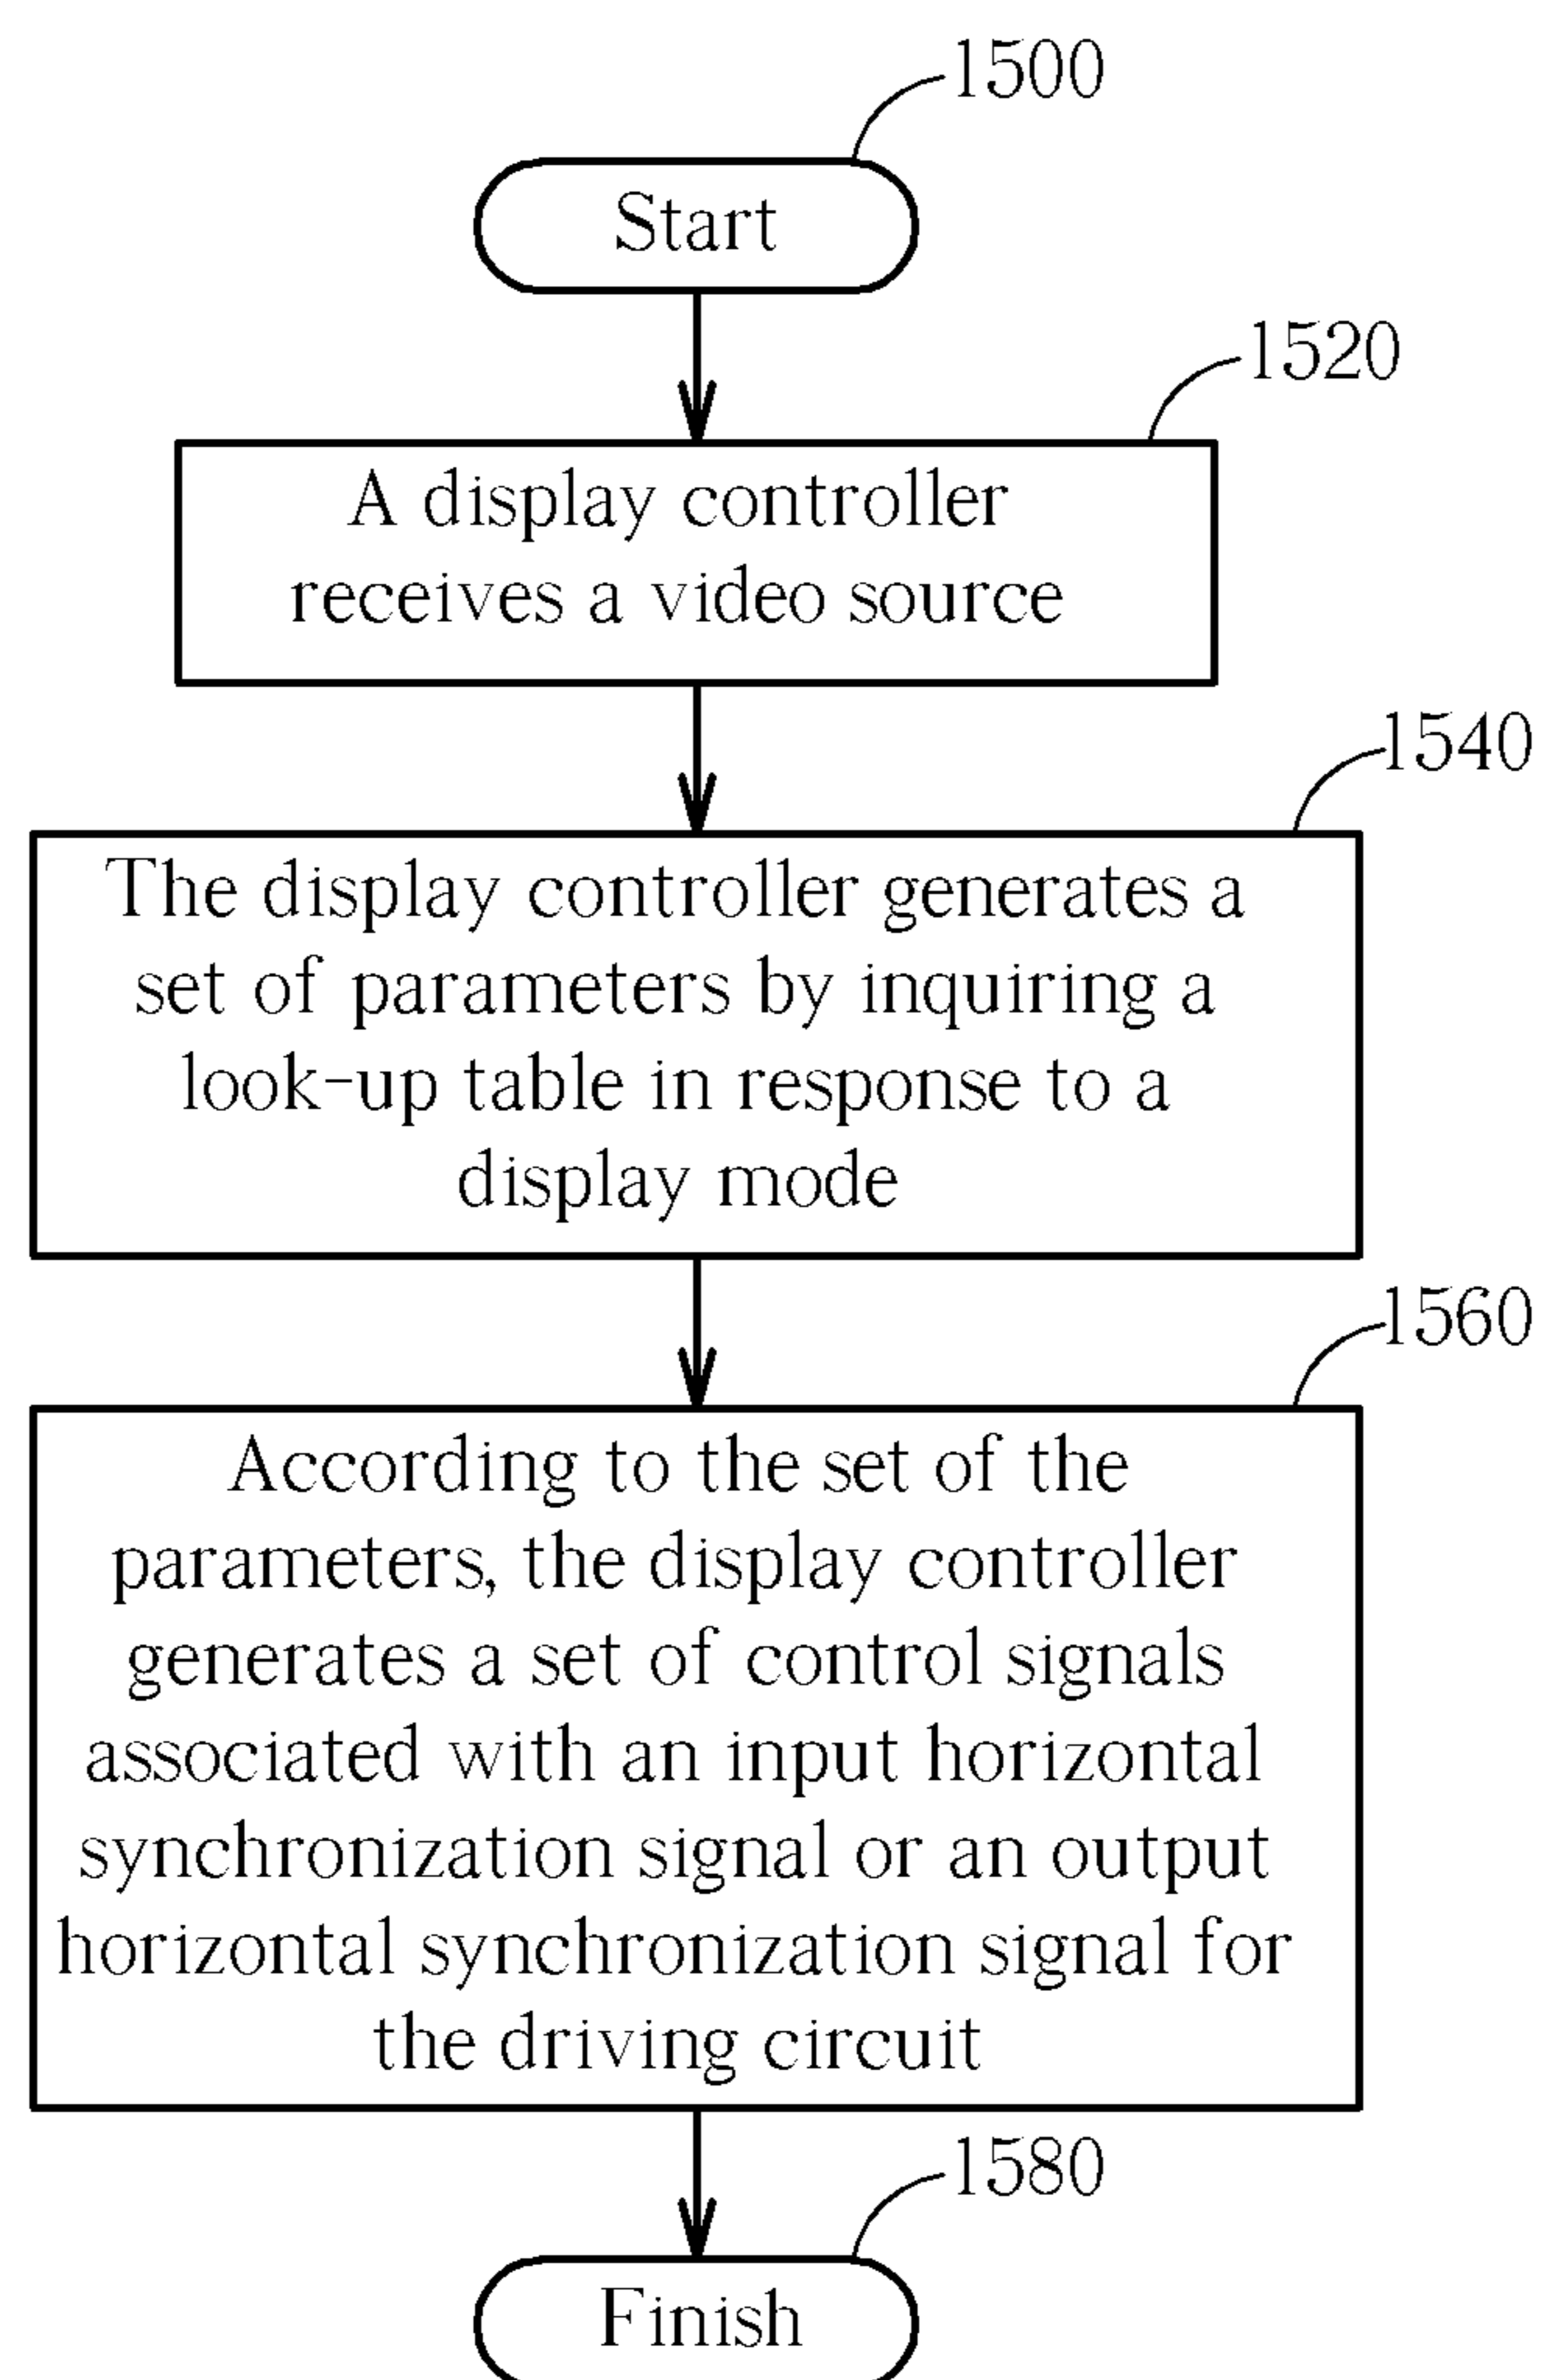 1500
Start
1520
A display controller
receives a video source
1540
The display controller generates a
set of parameters by inquiring a
look-up table in response to a
display mode
1560
According to the set of the
parameters, the display controller
generates a set of control signals
associated with an input horizontal
synchronization signal or an output
horizontal synchronization signal for
the driving circuit
1580
Finish